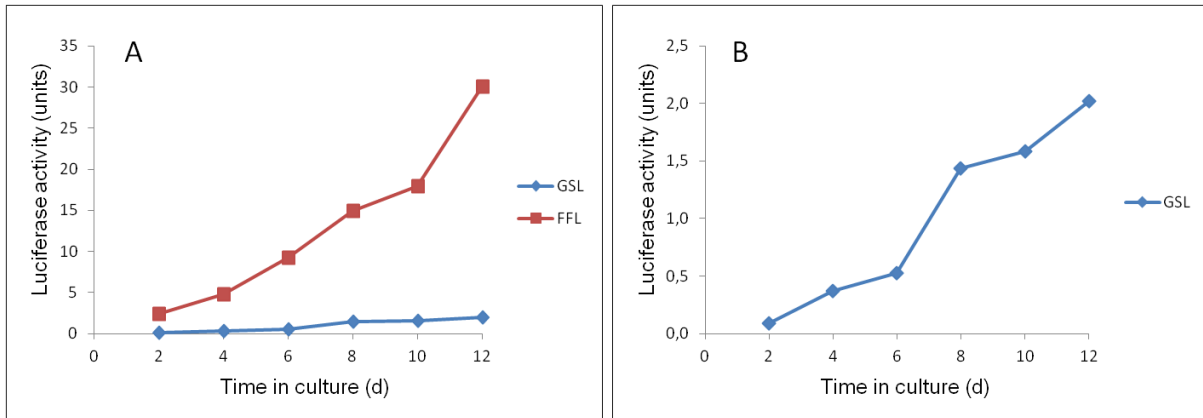 A
Luciferase activity (units)
35
30
25
20
15
10
5
0
0 2 4 6 8 10 12
Time in culture (d)
GSL
FFL
B
Luciferase activity (units)
2,5
2,0
1,5
1,0
0,5
0,0
0 2 4 6 8 10 12
Time in culture (d)
GSL